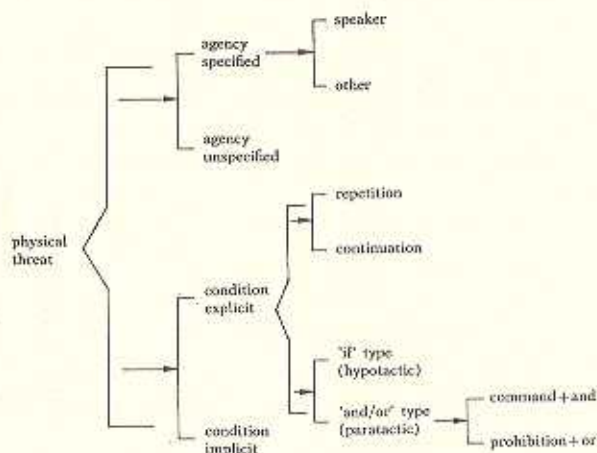 speaker
agency
specified
other
agency
unspecified
repetition
physical
threat
continuation
condition
explicit
"if" type
(hypotactic)
"and/or" type
(paratactic)
command+and
condition
implicit
prohibition+or